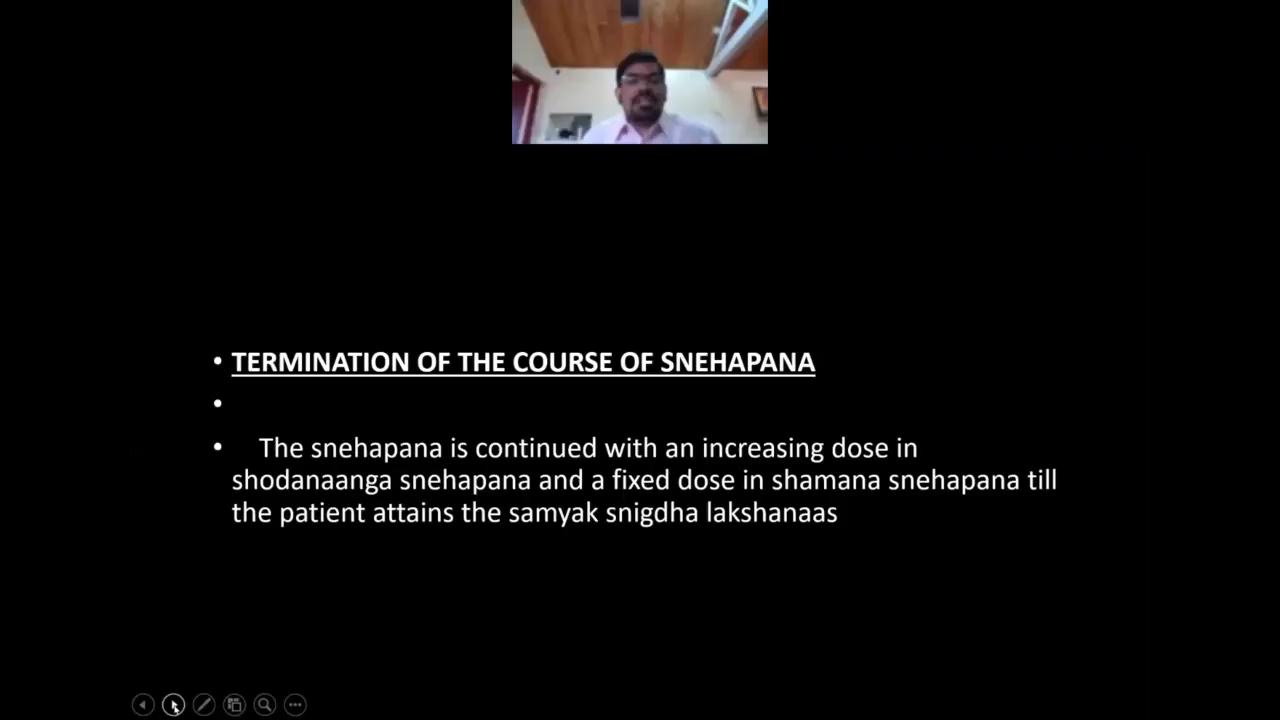 • TERMINATION OF THE COURSE OF SNEHAPANA
•
• The snehapana is continued with an increasing dose in
shodanaanga snehapana and a fixed dose in shamana snehapana till
the patient attains the samyak snigdha lakshanaas